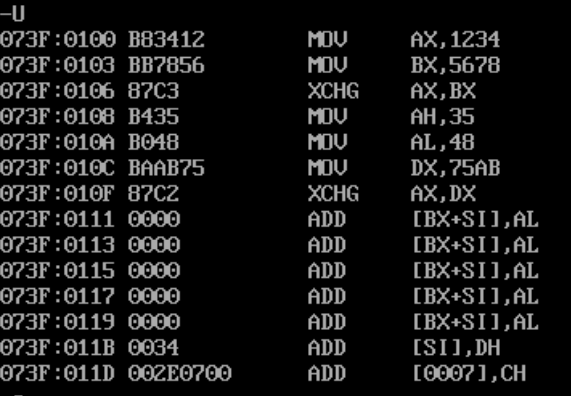 -U
073F:0100 B83412 MOV AX,1234
073F:0103 BB7856 MOV BX,5678
073F:0106 87C3 XCHG AX,BX
073F:0108 B435 MOV AH,35
073F:010A B048 MOV AL,48
073F:010C BAAB75 MOV DX,75AB
073F:010F 87C2 XCHG AX,DX
073F:0111 0000 ADD [BX+SI],AL
073F:0113 0000 ADD [BX+SI],AL
073F:0115 0000 ADD [BX+SI],AL
073F:0117 0000 ADD [BX+SI],AL
073F:0119 0000 ADD [BX+SI],AL
073F:011B 0034 ADD [SI],DH
073F:011D 002E0700 ADD [0007],CH